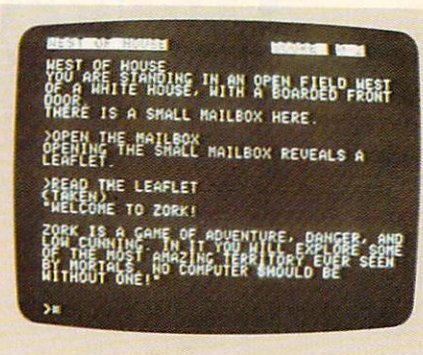 WEST OF HOUSE SCORE
WEST OF HOUSE
YOU ARE STANDING IN AN OPEN FIELD WEST
OF A WHITE HOUSE, WITH A BOARDED FRONT
DOOR.
THERE IS A SMALL MAILBOX HERE.
>OPEN THE MAILBOX
OPENING THE SMALL MAILBOX REVEALS A
LEAFLET.
>READ THE LEAFLET
(TAKEN)
"WELCOME TO ZORK!
ZORK IS A GAME OF ADVENTURE, DANGER, AND
LOW CUNNING. IN IT YOU WILL EXPLORE SOME
OF THE MOST AMAZING TERRITORY EVER SEEN
BY MORTALS. NO COMPUTER SHOULD BE
WITHOUT ONE!"
>